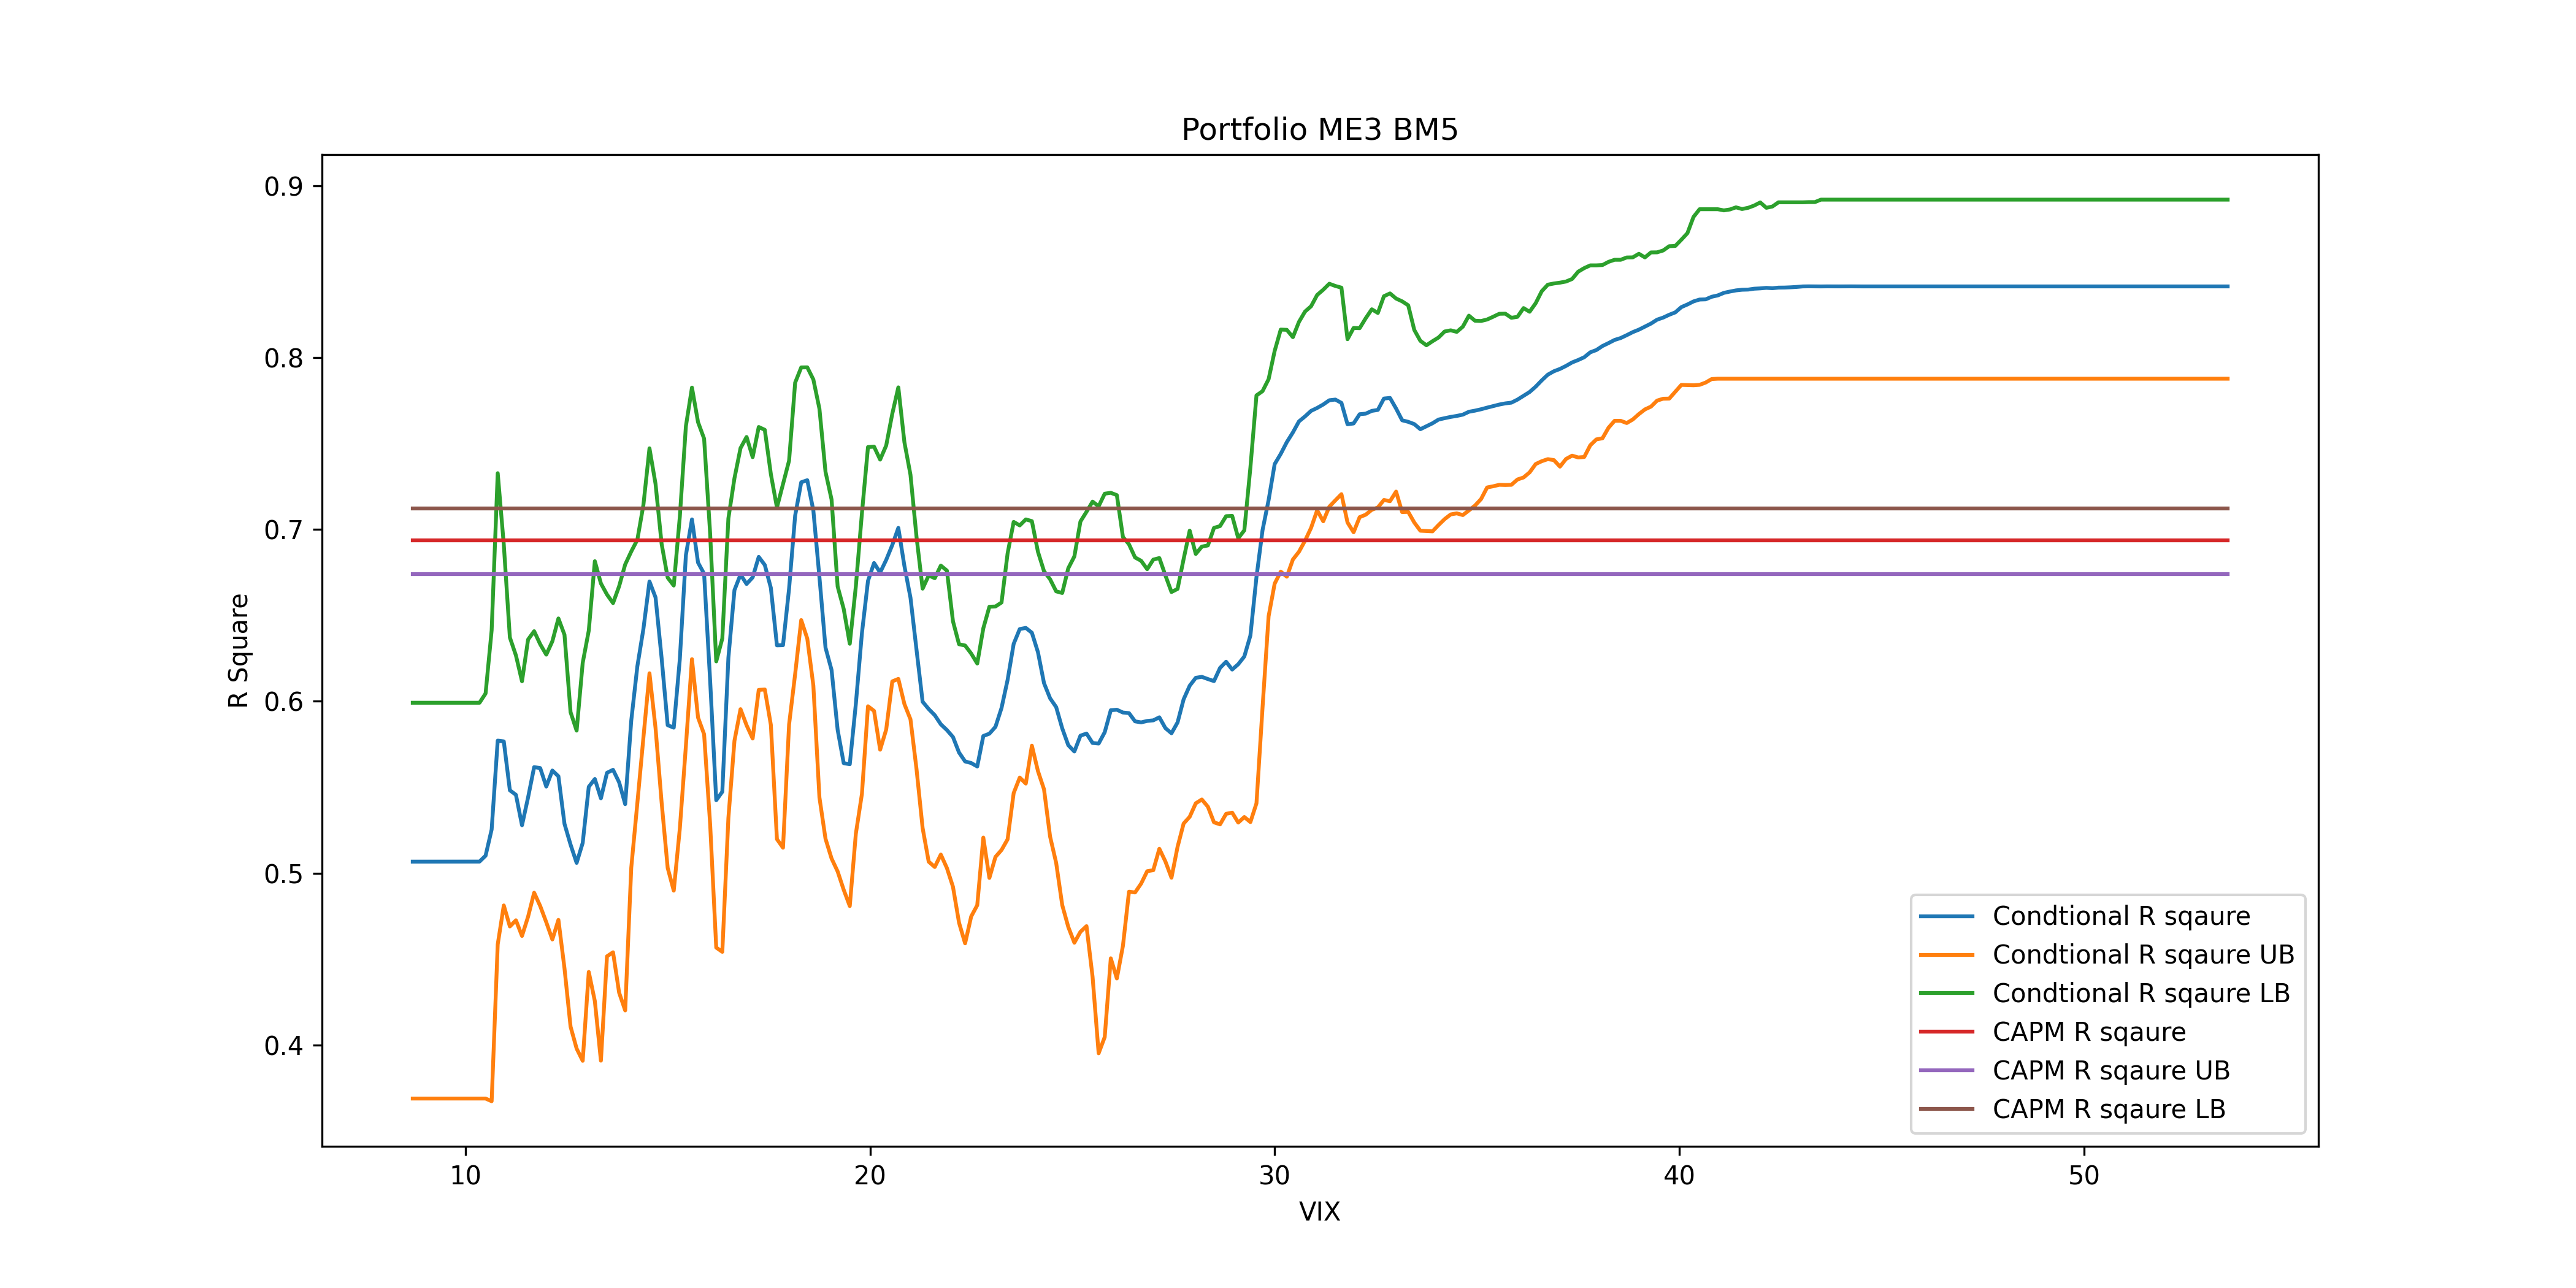 Portfolio ME3 BM5
0.9
0.8
0.7
0.6
0.5
0.4
R Square
10
20
30
40
50
VIX
Condtional R sqaure
Condtional R sqaure UB
Condtional R sqaure LB
CAPM R sqaure
CAPM R sqaure UB
CAPM R sqaure LB